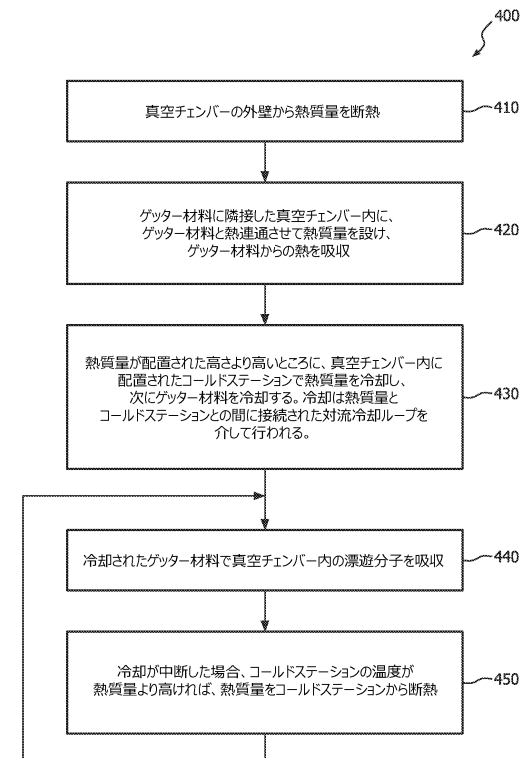 400
真空チェンバーの外壁から熱質量を断熱
410
ゲッター材料に隣接した真空チェンバー内に、
ゲッター材料と熱連通させて熱質量を設け、
ゲッター材料からの熱を吸収
420
熱質量が配置された高さより高いところに、真空チェンバー内に
配置されたコールドステーションで熱質量を冷却し、
次にゲッター材料を冷却する。冷却は熱質量と
コールドステーションとの間に接続された対流冷却ループを
介して行われる。
430
冷却されたゲッター材料で真空チェンバー内の漂遊分子を吸収
440
冷却が中断した場合、コールドステーションの温度が
熱質量より高ければ、熱質量をコールドステーションから断熱
450